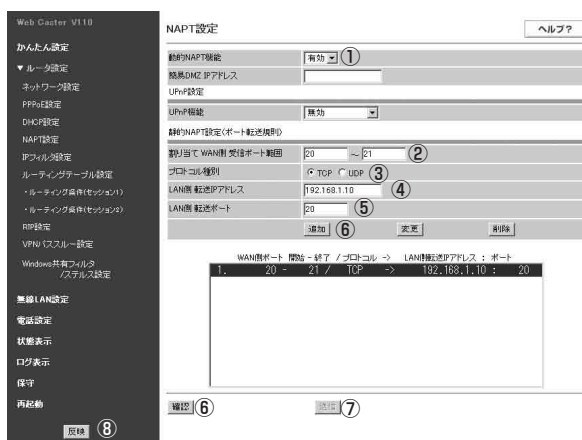 Web Caster V110
かんたん設定
▼ ルータ設定
ネットワーク設定
PPPoE設定
DHCP設定
NAPT設定
IPフィルタ設定
ルーティングテーブル設定
・ルーティング条件(セッション1)
・ルーティング条件(セッション2)
RIP設定
VPNパススルー設定
Windows共有フィルタ
/ステルス設定
無線LAN設定
電話設定
状態表示
ログ表示
保守
再起動
反映 ⑧
NAPT設定
ヘルプ?
動的NAPT機能 有効 ①
簡易DMZ IPアドレス
UPnP設定
UPnP機能 無効
静的NAPT設定(ポート転送規則)
割り当て WAN側 受信ポート範囲 20 ～ 21 ②
プロトコル種別 TCP UDP ③
LAN側 転送IPアドレス 192.168.1.10 ④
LAN側 転送ポート 20 ⑤
追加 ⑥ 変更 削除
WAN側ポート 開始 - 終了 / プロトコル -> LAN側転送IPアドレス : ポート
1. 20 - 21 / TCP -> 192.168.1.10 : 20
確認 ⑥ 送信 ⑦